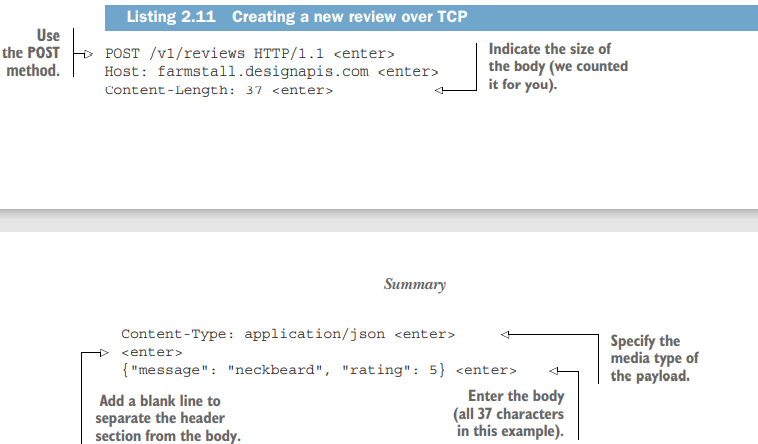 Listing 2.11 Creating a new review over TCP
Use
the POST
method.
POST /v1/reviews HTTP/1.1 <enter>
Host: farmstall.designapis.com <enter>
Content-Length: 37 <enter>
Indicate the size of
the body (we counted
it for you).
Summary
Content-Type: application/json <enter>
<enter>
{"message": "neckbeard", "rating": 5} <enter>
Specify the
media type of
the payload.
Add a blank line to
separate the header
section from the body.
Enter the body
(all 37 characters
in this example).